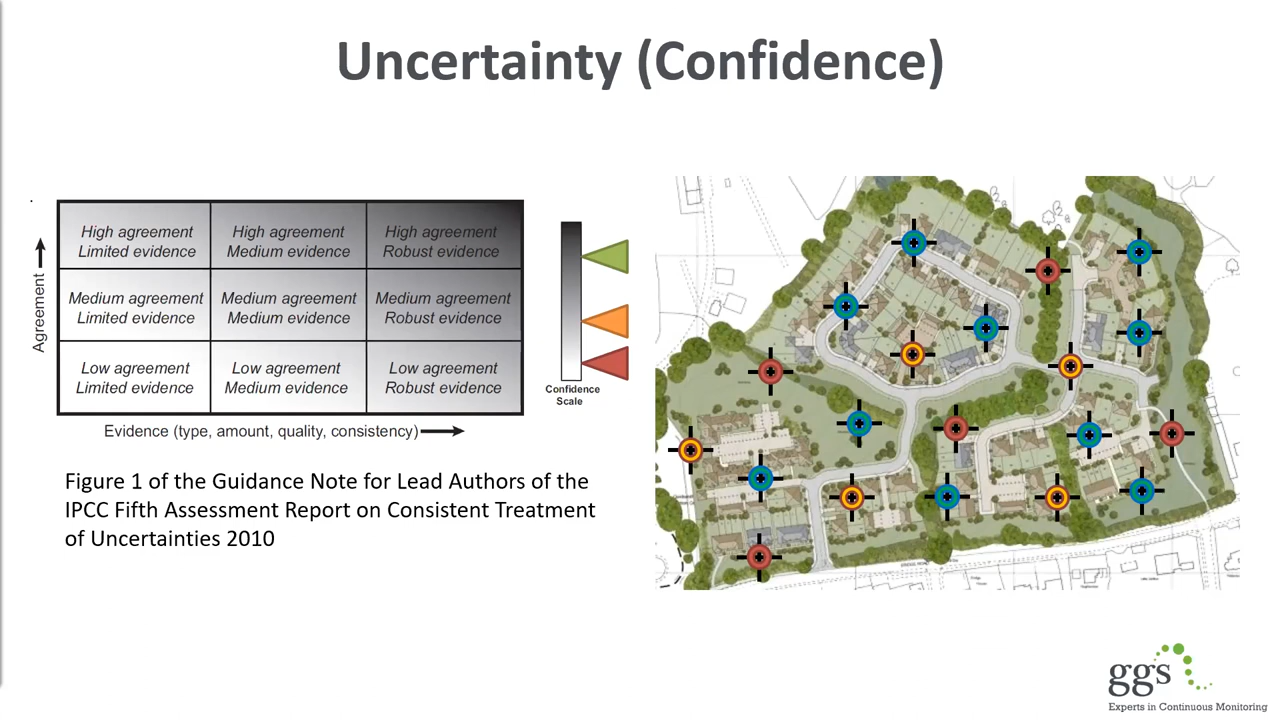 Uncertainty (Confidence)
Agreement
High agreement
Limited evidence
High agreement
Medium evidence
High agreement
Robust evidence
Medium agreement
Limited evidence
Medium agreement
Medium evidence
Medium agreement
Robust evidence
Low agreement
Limited evidence
Low agreement
Medium evidence
Low agreement
Robust evidence
Evidence (type, amount, quality, consistency)
Confidence
Scale
Figure 1 of the Guidance Note for Lead Authors of the
IPCC Fifth Assessment Report on Consistent Treatment
of Uncertainties 2010
ggs
Experts in Continuous Monitoring